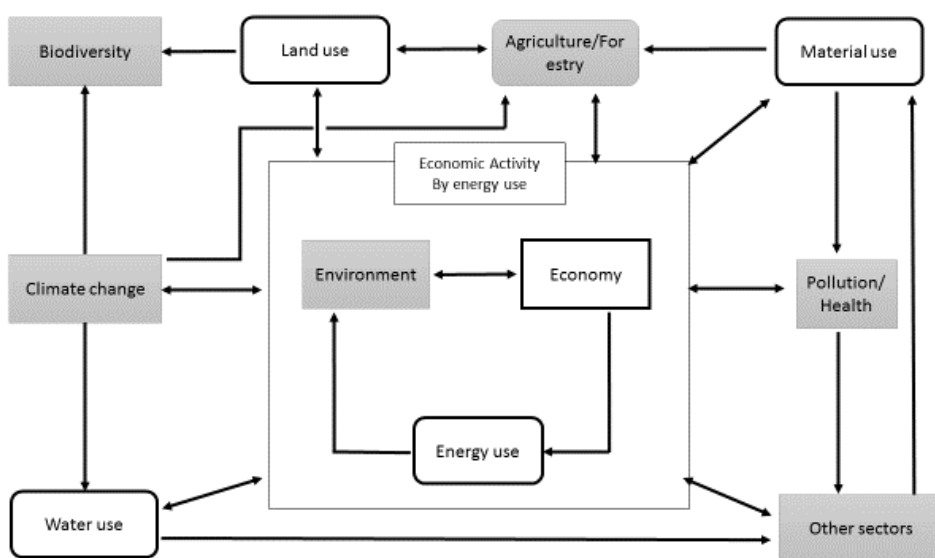 Biodiversity
Land use
Agriculture/For
estry
Material use
Economic Activity
By energy use
Climate change
Environment
Economy
Pollution/
Health
Energy use
Water use
Other sectors